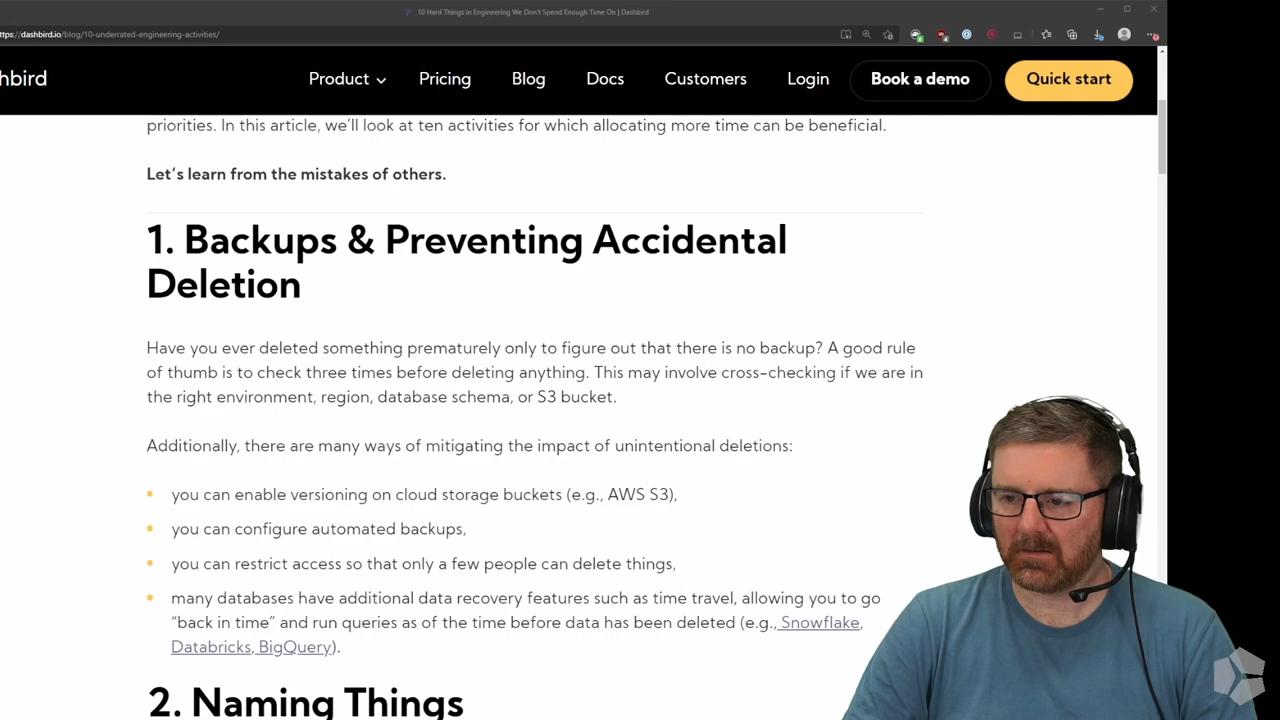 10 Hard Things in Engineering We Don't Spend Enough Time On | Dashbird
ttps://dashbird.io/blog/10-underrated-engineering-activities/
hbird
Product
Pricing
Blog
Docs
Customers
Login
Book a demo
Quick start
priorities. In this article, we'll look at ten activities for which allocating more time can be beneficial.
Let's learn from the mistakes of others.
1. Backups & Preventing Accidental
Deletion
Have you ever deleted something prematurely only to figure out that there is no backup? A good rule
of thumb is to check three times before deleting anything. This may involve cross-checking if we are in
the right environment, region, database schema, or S3 bucket.
Additionally, there are many ways of mitigating the impact of unintentional deletions:
you can enable versioning on cloud storage buckets (e.g., AWS S3),
you can configure automated backups,
you can restrict access so that only a few people can delete things,
many databases have additional data recovery features such as time travel, allowing you to go
“back in time” and run queries as of the time before data has been deleted (e.g., Snowflake,
Databricks, BigQuery).
2. Naming Things